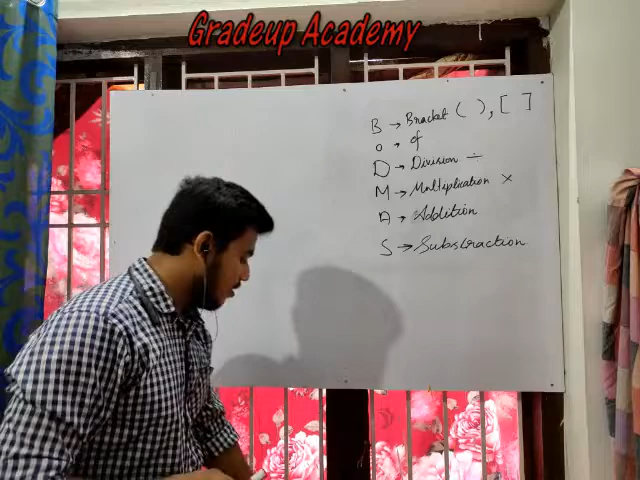 Gradeup Academy
B → Bracket ( ), [ ]
O → of
D → Division ÷
M → Multiplication ×
A → Addition
S → Substraction